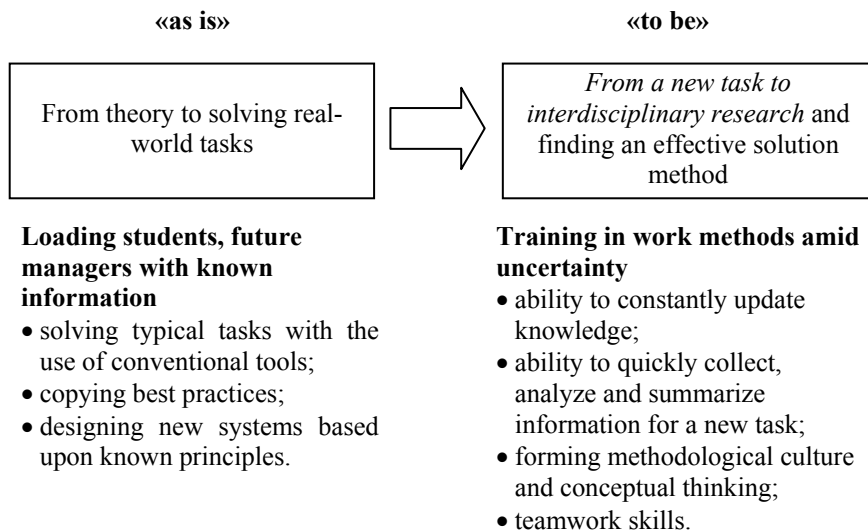 «as is»
From theory to solving real-
world tasks
Loading students, future
managers with known
information
• solving typical tasks with the
use of conventional tools;
• copying best practices;
• designing new systems based
upon known principles.
«to be»
From a new task to
interdisciplinary research and
finding an effective solution
method
Training in work methods amid
uncertainty
• ability to constantly update
knowledge;
• ability to quickly collect,
analyze and summarize
information for a new task;
• forming methodological culture
and conceptual thinking;
• teamwork skills.